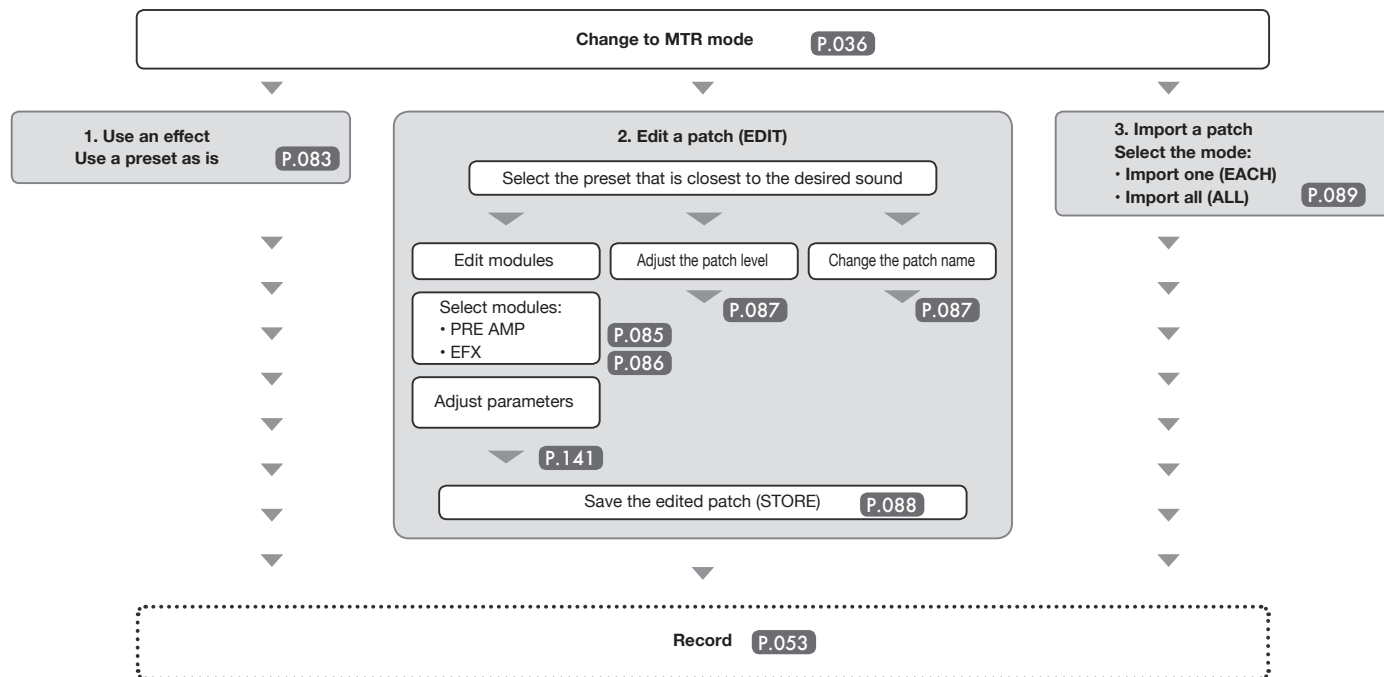 Change to MTR mode P.036
1. Use an effect
Use a preset as is P.083
2. Edit a patch (EDIT)
Select the preset that is closest to the desired sound
Edit modules
Select modules:
・PRE AMP
・EFX
P.085
P.086
Adjust parameters
P.141
Adjust the patch level
P.087
Change the patch name
P.087
Save the edited patch (STORE) P.088
3. Import a patch
Select the mode:
・Import one (EACH)
・Import all (ALL) P.089
Record P.053